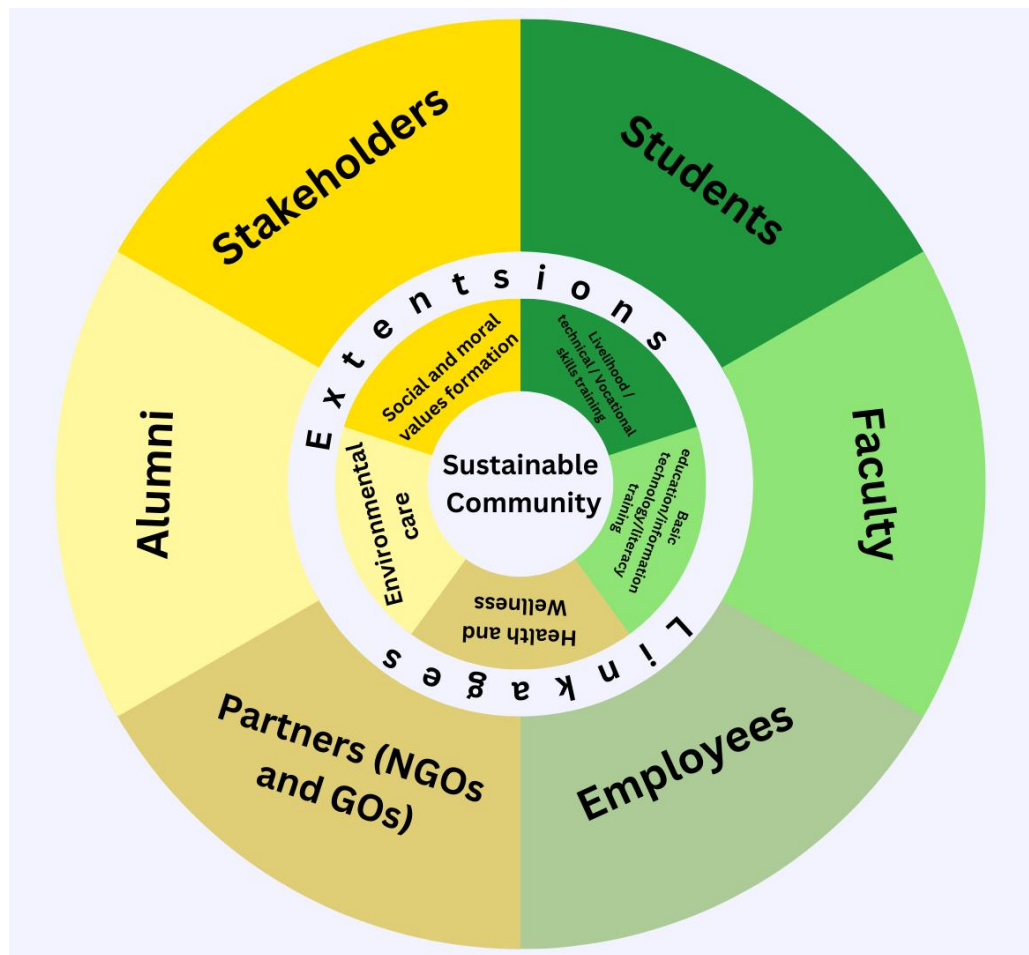 Stakeholders
Students
Faculty
Employees
Partners (NGOs
and GOs)
Alumni
Extentsions
Linkages
Social and moral
values formation
Livelihood /
technical / Vocational
skills training
Basic
education/information
technology/literacy
training
Health and
Wellness
Environmental
care
Sustainable
Community